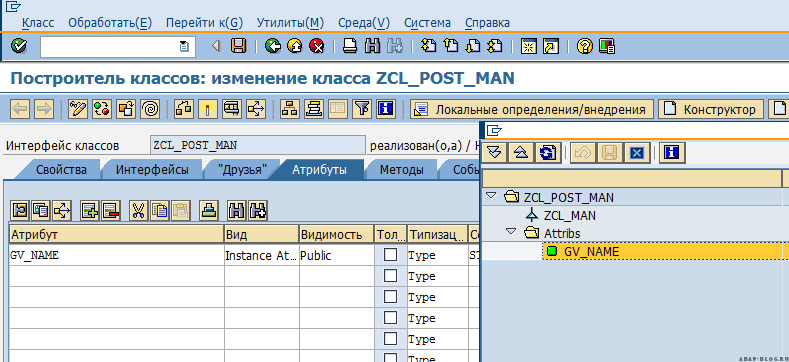 Класс Обработать(E) Перейти к(G) Утилиты(M) Среда(V) Система Справка
Построитель классов: изменение класса ZCL_POST_MAN
Локальные определения/внедрения Конструктор
Интерфейс классов ZCL_POST_MAN реализован(о,а) /
Свойства Интерфейсы "Друзья" Атрибуты Методы Собы
ZCL_POST_MAN
ZCL_MAN
Attribs
GV_NAME
Атрибут Вид Видимость Тол... Типизац...
GV_NAME Instance At... Public Type
Type
Type
Type
Type
Type
ABAP-BLOG.RU